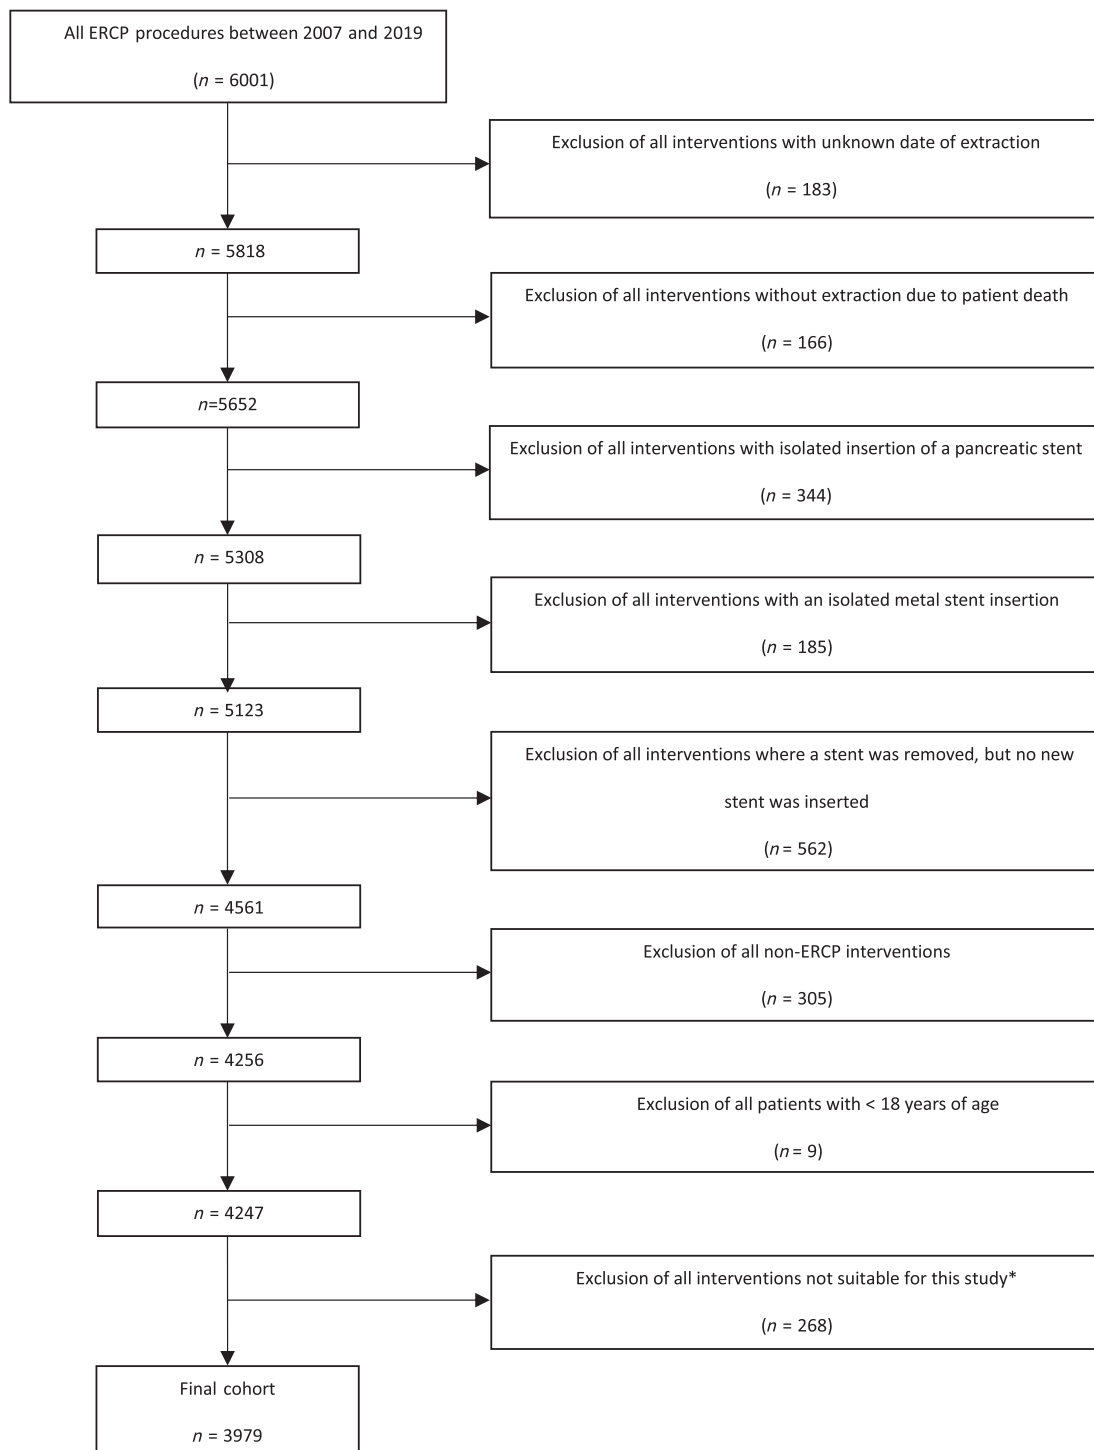 All ERCP procedures between 2007 and 2019
(n = 6001)
Exclusion of all interventions with unknown date of extraction
(n = 183)
n = 5818
Exclusion of all interventions without extraction due to patient death
(n = 166)
n=5652
Exclusion of all interventions with isolated insertion of a pancreatic stent
(n = 344)
n = 5308
Exclusion of all interventions with an isolated metal stent insertion
(n = 185)
n = 5123
Exclusion of all interventions where a stent was removed, but no new
stent was inserted
(n = 562)
n = 4561
Exclusion of all non-ERCP interventions
(n = 305)
n = 4256
Exclusion of all patients with < 18 years of age
(n = 9)
n = 4247
Exclusion of all interventions not suitable for this study*
(n = 268)
Final cohort
n = 3979